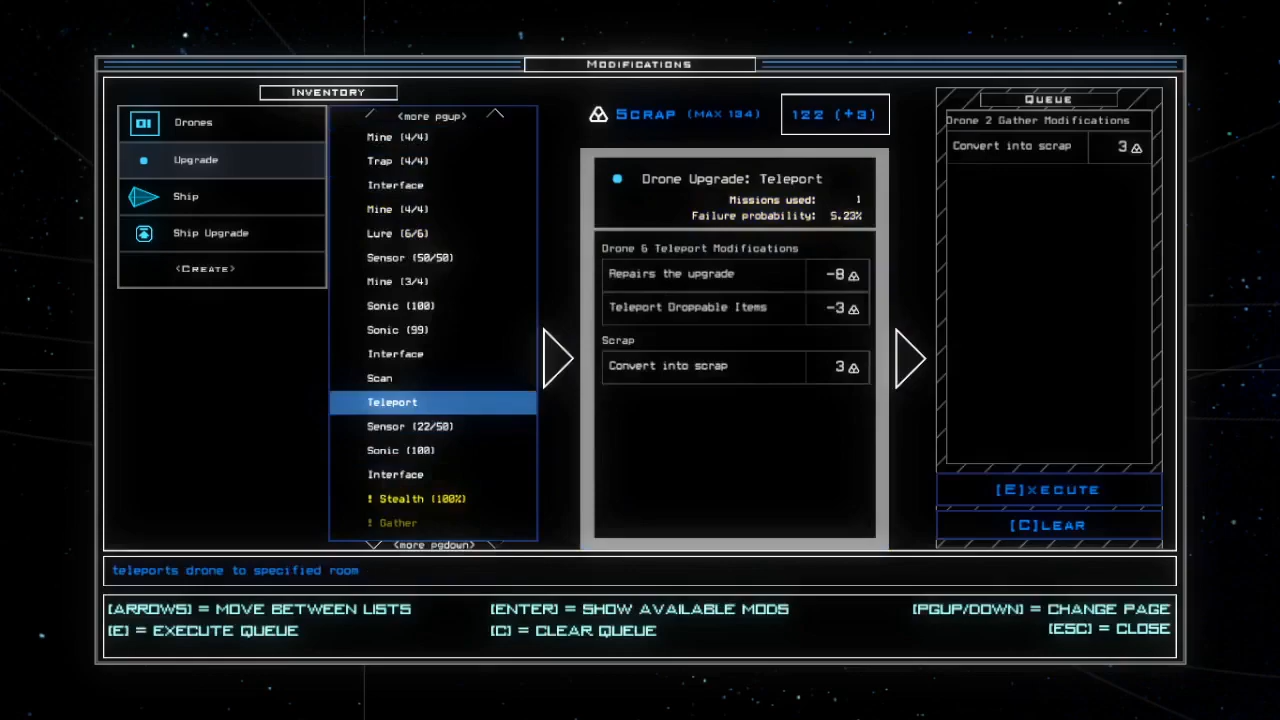 Modifications
Inventory
Drones
Upgrade
Ship
Ship Upgrade
<Create>
<more pgup>
Mine (4/4)
Trap (4/4)
Interface
Mine (4/4)
Lure (6/6)
Sensor (50/50)
Mine (3/4)
Sonic (100)
Sonic (99)
Interface
Scan
Teleport
Sensor (22/50)
Sonic (100)
Interface
! Stealth (100%)
! Gather
<more pgdown>
Scrap (max 134)
122 (+3)
Drone Upgrade: Teleport
Missions used: 1
Failure probability: 5.23%
Drone 6 Teleport Modifications
Repairs the upgrade -8
Teleport Droppable Items -3
Scrap
Convert into scrap 3
Queue
Drone 2 Gather Modifications
Convert into scrap 3
[E]xecute
[C]lear
teleports drone to specified room
[Arrows] = Move between lists
[Enter] = Show available mods
[PgUp/Down] = Change page
[E] = Execute queue
[C] = Clear queue
[Esc] = Close